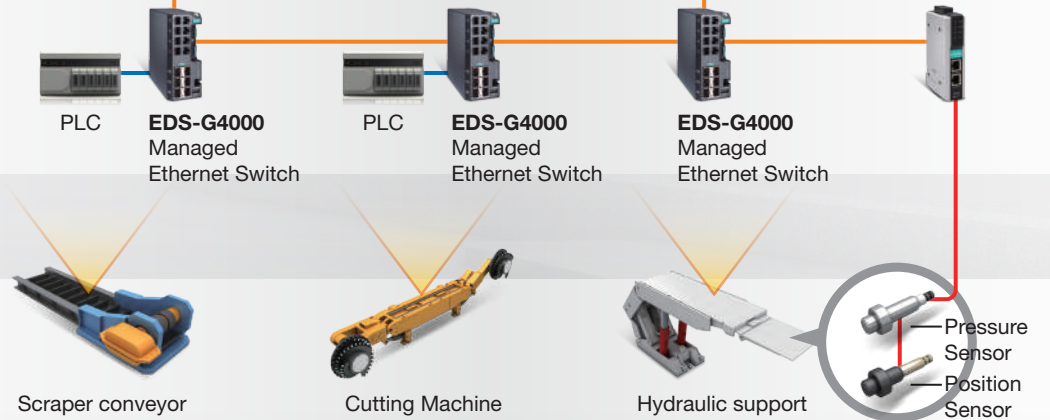 PLC
EDS-G4000
Managed
Ethernet Switch
PLC
EDS-G4000
Managed
Ethernet Switch
EDS-G4000
Managed
Ethernet Switch
Scraper conveyor
Cutting Machine
Hydraulic support
Pressure
Sensor
Position
Sensor